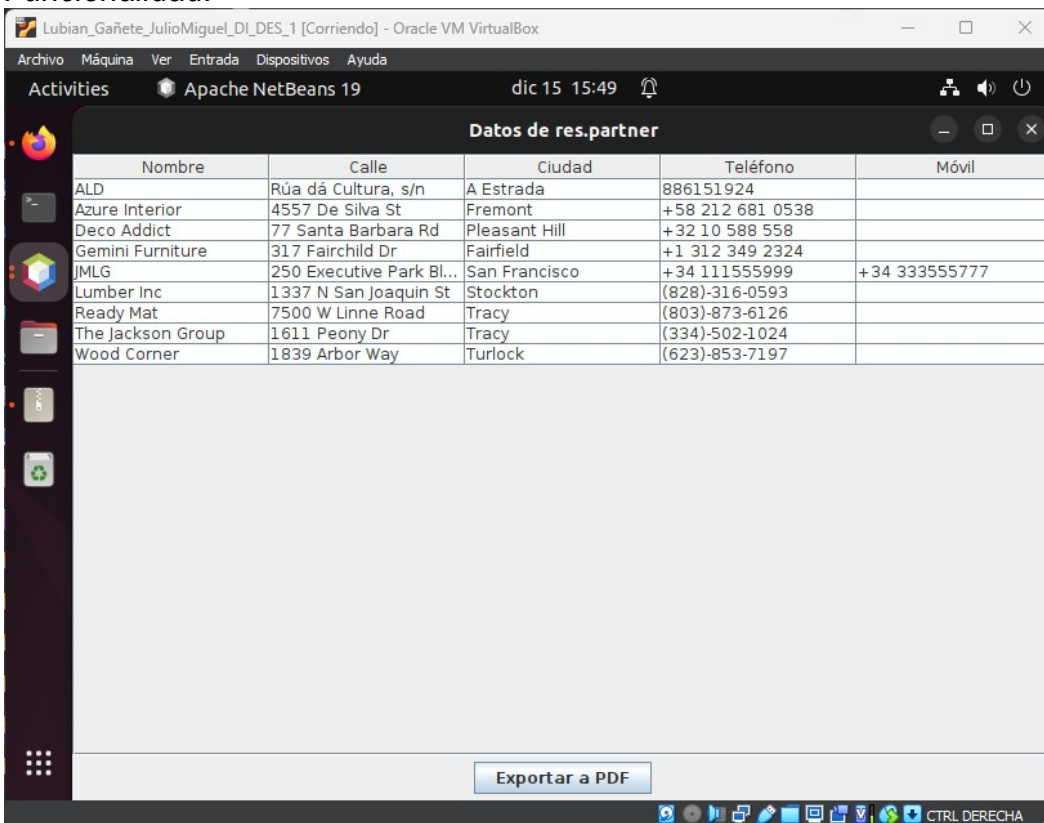 Funcionalidad:
Lubian_Gañete_JulioMiguel_DI_DES_1 [Corriendo] - Oracle VM VirtualBox
Archivo Máquina Ver Entrada Dispositivos Ayuda
Activities Apache NetBeans 19 dic 15 15:49
Datos de res.partner
Nombre Calle Ciudad Teléfono Móvil
ALD Rúa dá Cultura, s/n A Estrada 886151924
Azure Interior 4557 De Silva St Fremont +58 212 681 0538
Deco Addict 77 Santa Barbara Rd Pleasant Hill +32 10 588 558
Gemini Furniture 317 Fairchild Dr Fairfield +1 312 349 2324
JMLG 250 Executive Park Bl... San Francisco +34 111555999 +34 333555777
Lumber Inc 1337 N San Joaquin St Stockton (828)-316-0593
Ready Mat 7500 W Linne Road Tracy (803)-873-6126
The Jackson Group 1611 Peony Dr Tracy (334)-502-1024
Wood Corner 1839 Arbor Way Turlock (623)-853-7197
Exportar a PDF
CTRL DERECHA